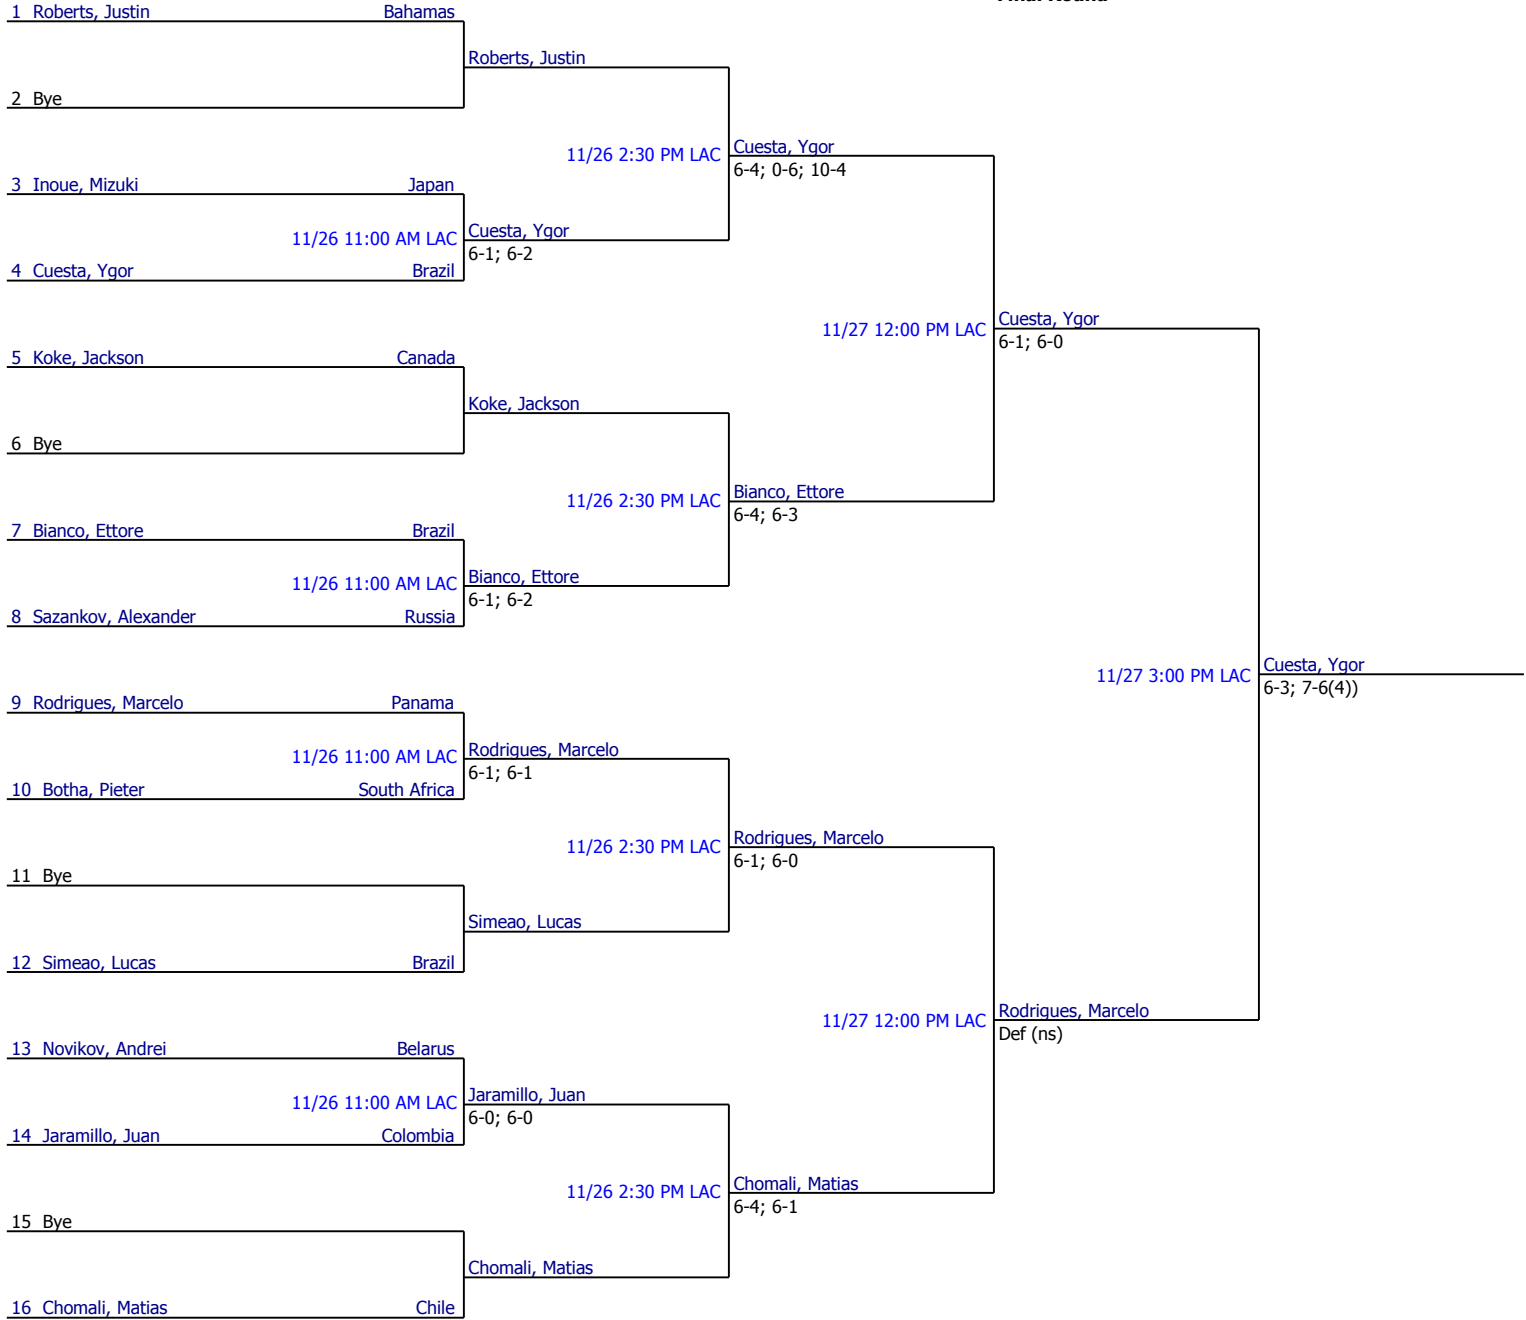 Final Round
1 Roberts, Justin Bahamas
Roberts, Justin
2 Bye
11/26 2:30 PM LAC Cuesta, Ygor
6-4; 0-6; 10-4
3 Inoue, Mizuki Japan
11/26 11:00 AM LAC Cuesta, Ygor
6-1; 6-2
4 Cuesta, Ygor Brazil
11/27 12:00 PM LAC Cuesta, Ygor
6-1; 6-0
5 Koke, Jackson Canada
Koke, Jackson
6 Bye
11/26 2:30 PM LAC Bianco, Ettore
6-4; 6-3
7 Bianco, Ettore Brazil
11/26 11:00 AM LAC Bianco, Ettore
6-1; 6-2
8 Sazankov, Alexander Russia
11/27 3:00 PM LAC Cuesta, Ygor
6-3; 7-6(4))
9 Rodrigues, Marcelo Panama
11/26 11:00 AM LAC Rodrigues, Marcelo
6-1; 6-1
10 Botha, Pieter South Africa
11/26 2:30 PM LAC Rodrigues, Marcelo
6-1; 6-0
11 Bye
Simeao, Lucas
12 Simeao, Lucas Brazil
11/27 12:00 PM LAC Rodrigues, Marcelo
Def (ns)
13 Novikov, Andrei Belarus
11/26 11:00 AM LAC Jaramillo, Juan
6-0; 6-0
14 Jaramillo, Juan Colombia
11/26 2:30 PM LAC Chomali, Matias
6-4; 6-1
15 Bye
Chomali, Matias
16 Chomali, Matias Chile